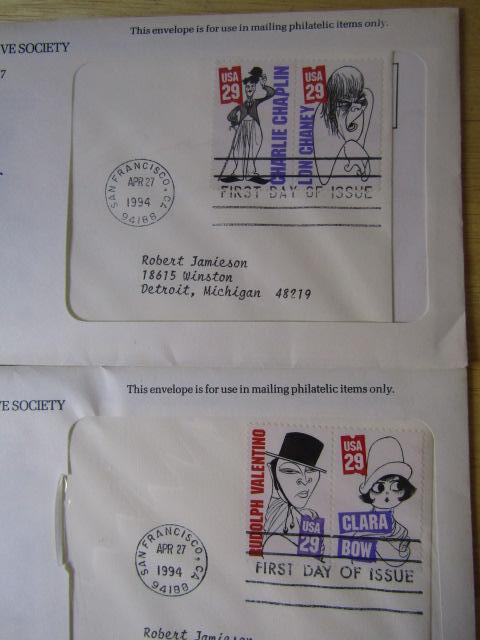 This envelope is for use in mailing philatelic items only.
VE SOCIETY
7
USA
29
CHARLIE CHAPLIN
USA
29
LON CHANEY
SAN FRANCISCO, CA
APR 27
1994
94188
FIRST DAY OF ISSUE
Robert Jamieson
18615 Winston
Detroit, Michigan 48219
This envelope is for use in mailing philatelic items only.
VE SOCIETY
RUDOLPH VALENTINO
USA
29
USA
29
CLARA
BOW
SAN FRANCISCO, CA
APR 27
1994
94188
FIRST DAY OF ISSUE
Robert Jamieson